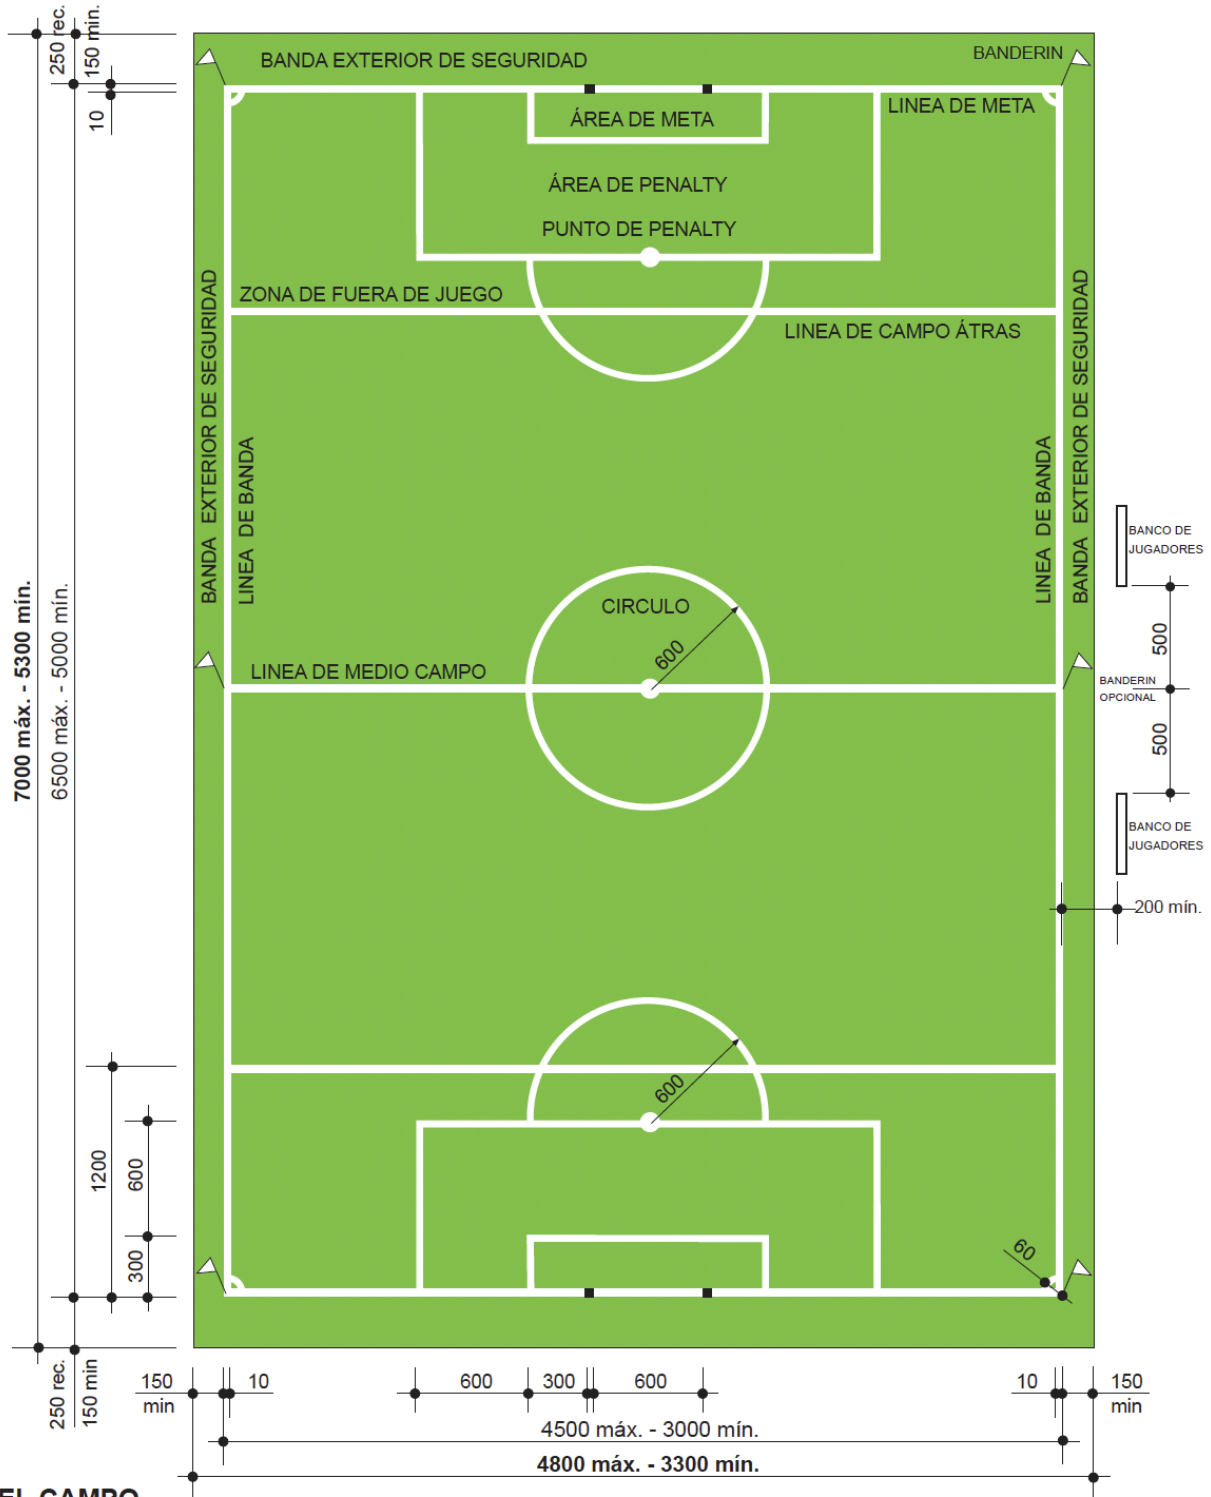 250 rec.
150 min.
10
BANDA EXTERIOR DE SEGURIDAD
BANDERIN
LINEA DE META
ÁREA DE META
ÁREA DE PENALTY
PUNTO DE PENALTY
ZONA DE FUERA DE JUEGO
LINEA DE CAMPO ÁTRAS
BANDA EXTERIOR DE SEGURIDAD
LINEA DE BANDA
LINEA DE BANDA
BANDA EXTERIOR DE SEGURIDAD
BANCO DE
JUGADORES
7000 máx. - 5300 mín.
6500 máx. - 5000 mín.
CIRCULO
600
LINEA DE MEDIO CAMPO
500
BANDERIN
OPCIONAL
500
BANCO DE
JUGADORES
200 mín.
600
1200
600
300
60
250 rec.
150 min
150
min
10
600
300
600
10
150
min
4500 máx. - 3000 mín.
4800 máx. - 3300 mín.